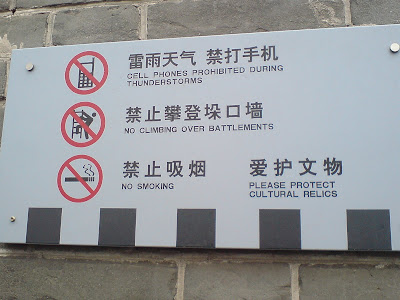 雷雨天气 禁打手机
CELL PHONES PROHIBITED DURING
THUNDERSTORMS
禁止攀登垛口墙
NO CLIMBING OVER BATTLEMENTS
禁止吸烟 爱护文物
NO SMOKING PLEASE PROTECT
CULTURAL RELICS